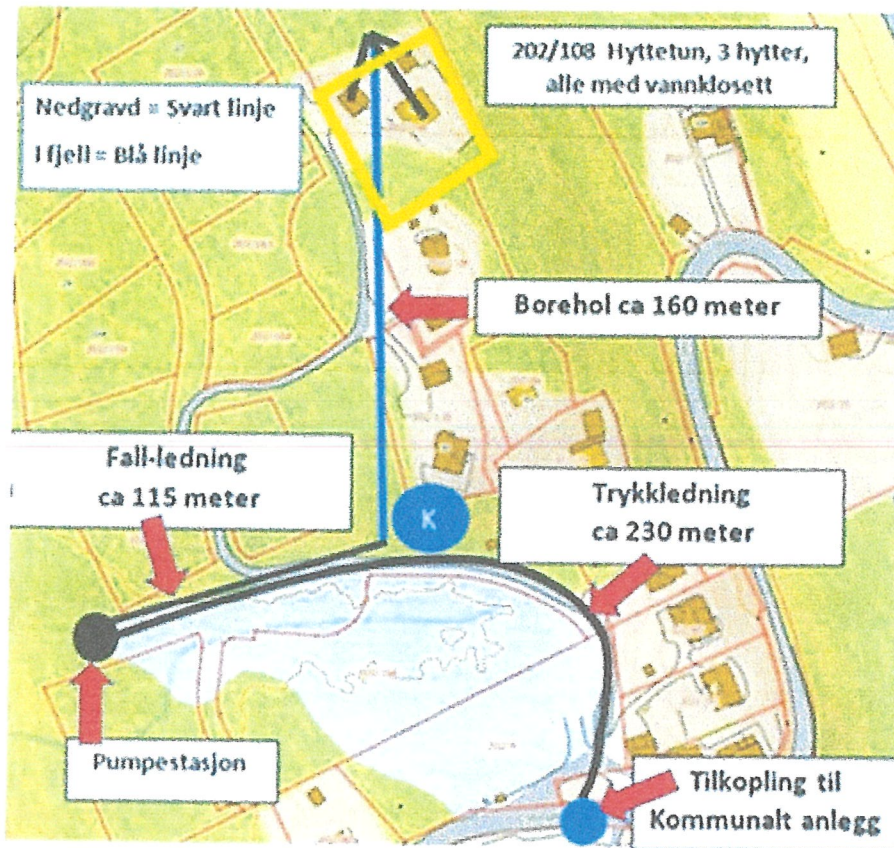 202/108 Hyttetun, 3 hytter,
alle med vannklosett
Nedgravd = Svart linje
I fjell = Blå linje
Borehol ca 160 meter
Fall-ledning
ca 115 meter
Trykkledning
ca 230 meter
K
Pumpestasjon
Tilkopling til
Kommunalt anlegg